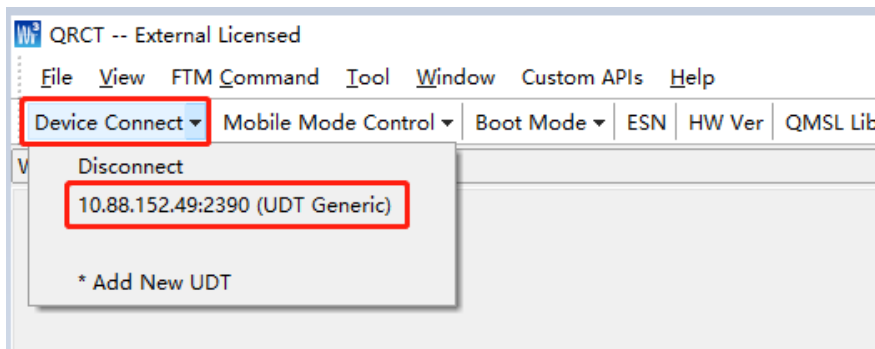 QRCT -- External Licensed
File View FTM Command Tool Window Custom APIs Help
Device Connect Mobile Mode Control Boot Mode ESN HW Ver QMSL Lib
Disconnect
10.88.152.49:2390 (UDT Generic)
* Add New UDT